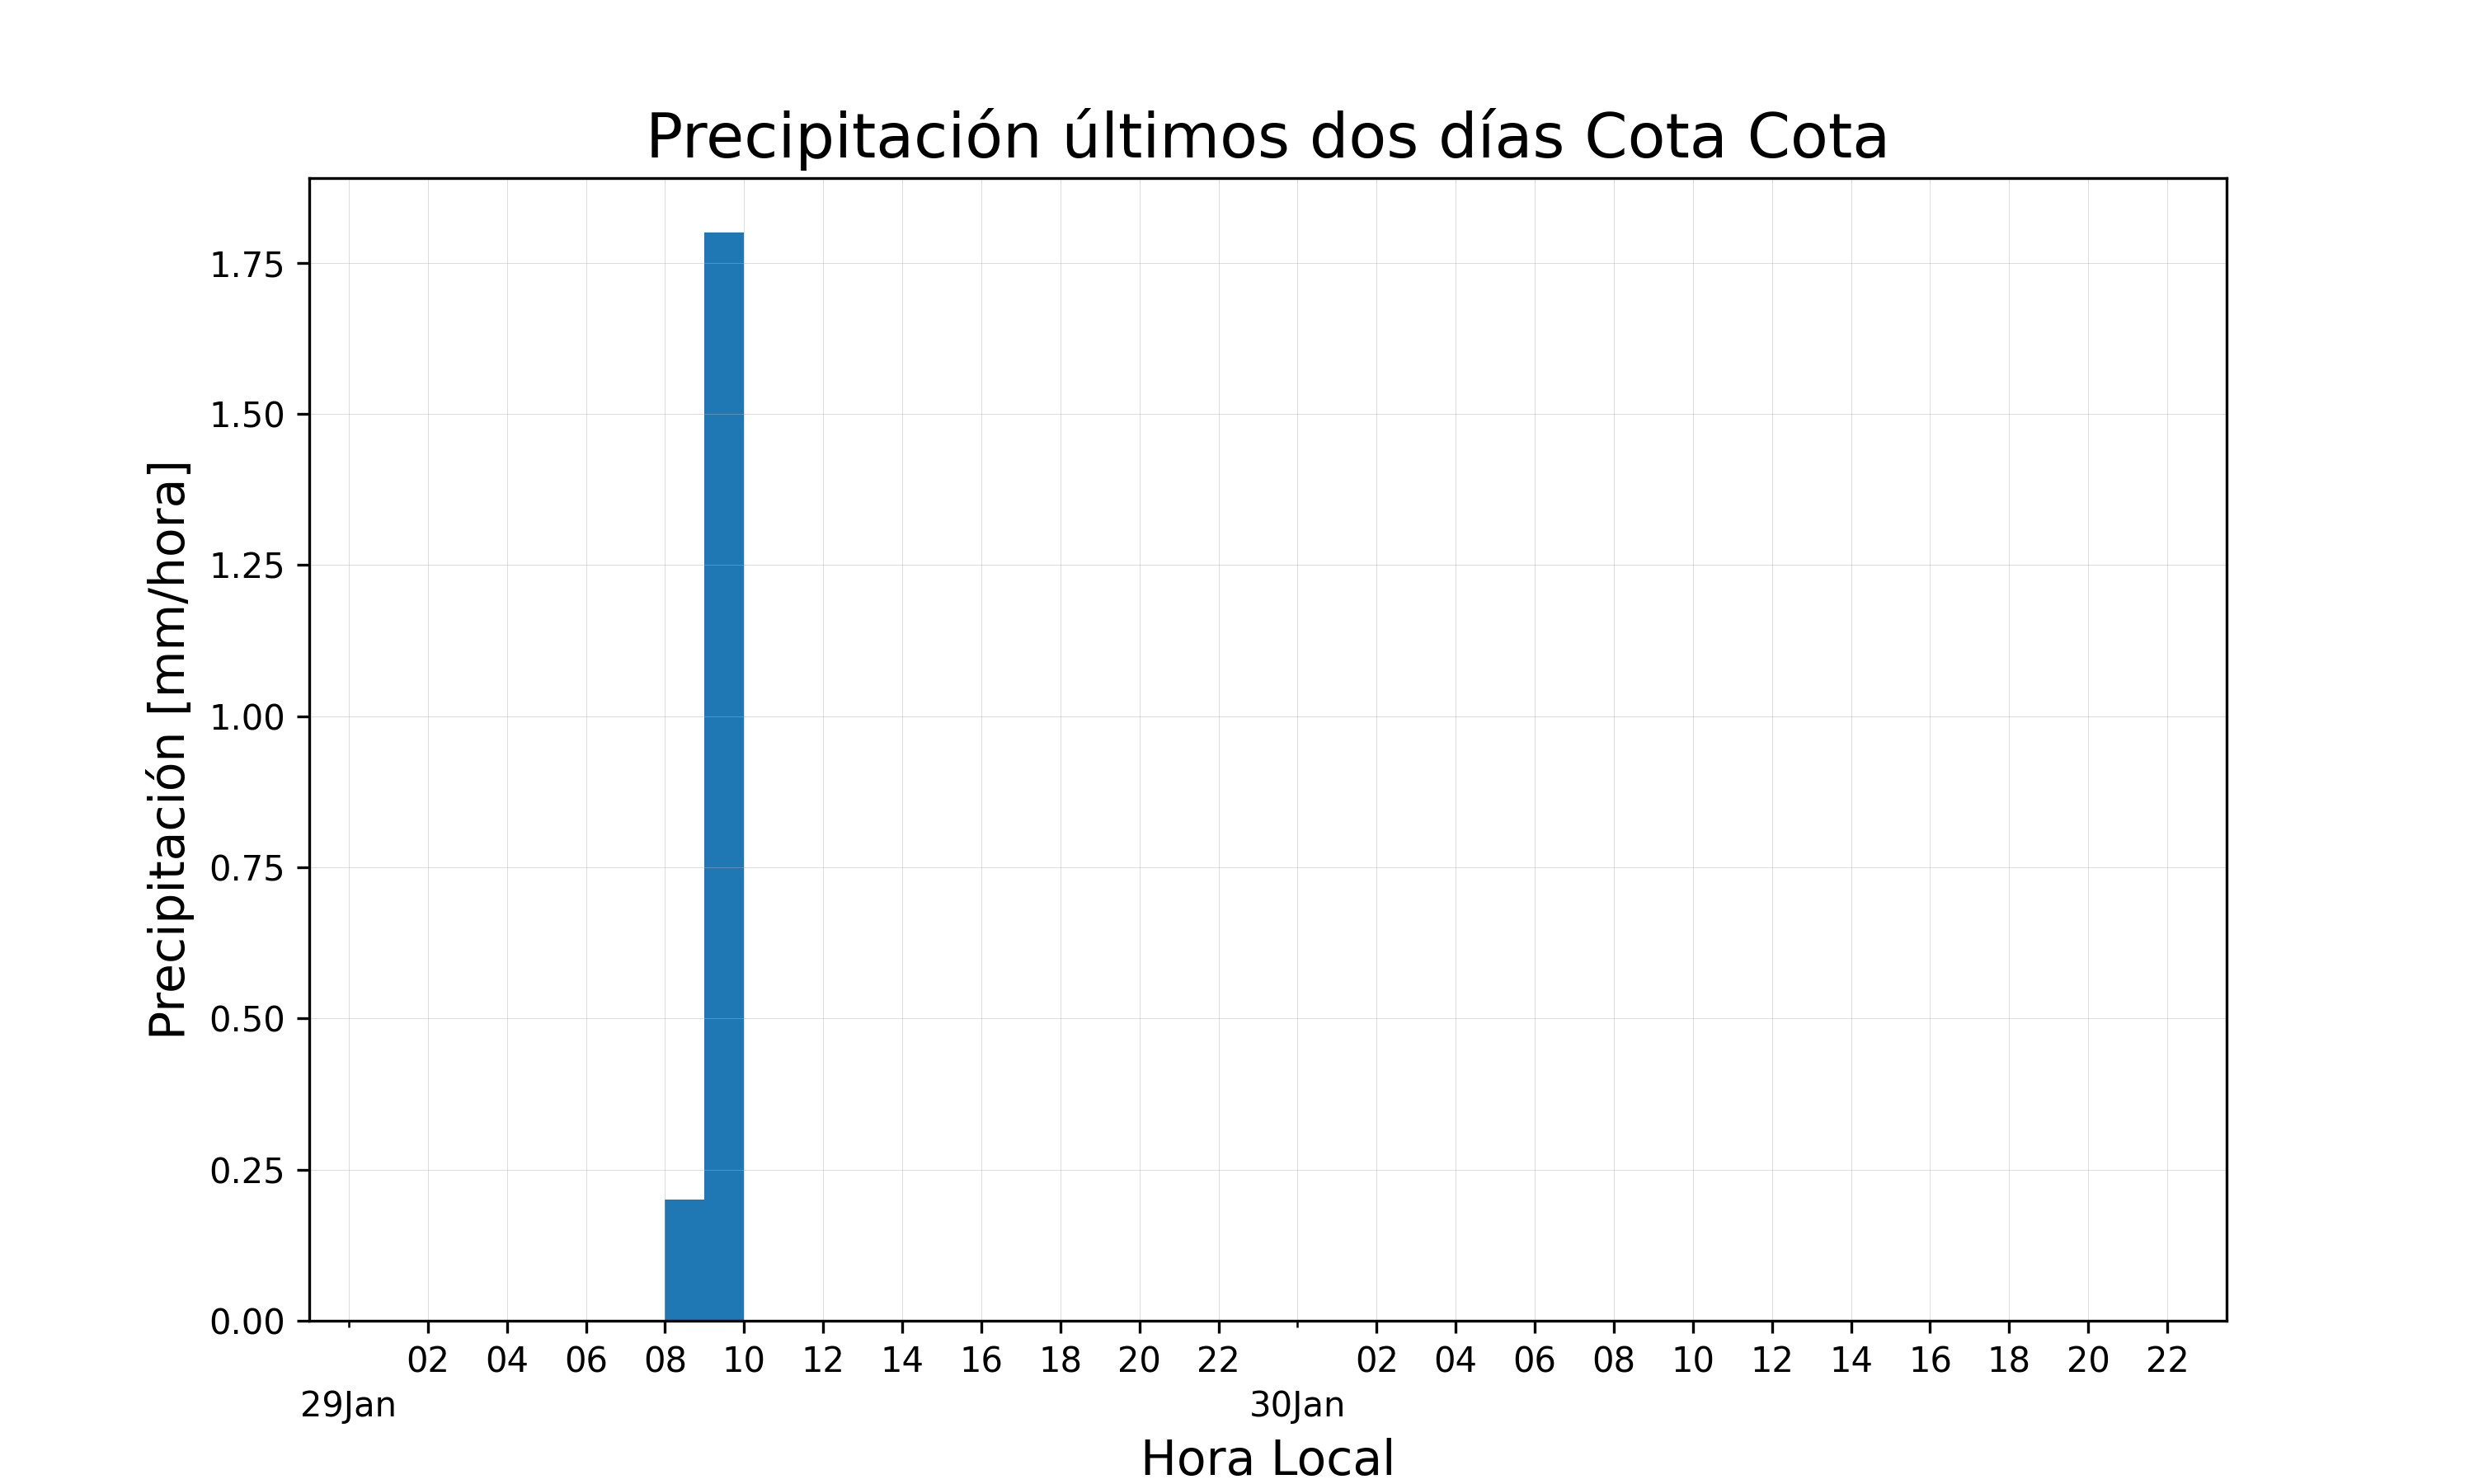 Precipitación últimos dos días Cota Cota
Precipitación [mm/hora]
1.75
1.50
1.25
1.00
0.75
0.50
0.25
0.00
02 04 06 08 10 12 14 16 18 20 22 02 04 06 08 10 12 14 16 18 20 22
29Jan 30Jan
Hora Local